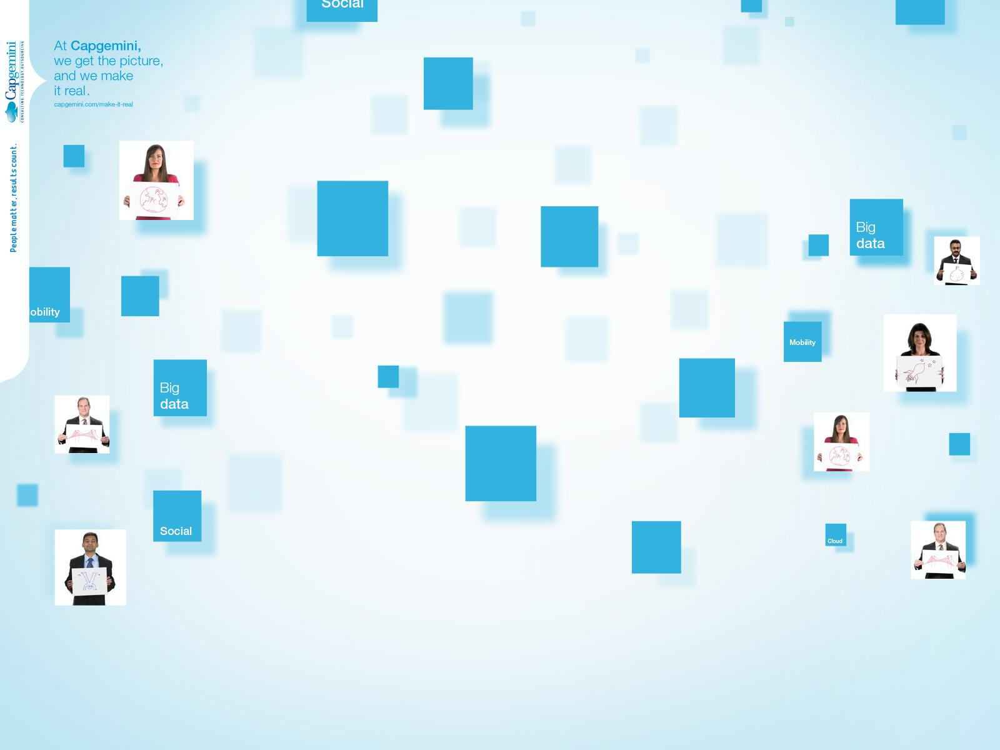 Social
At Capgemini,
we get the picture,
and we make
it real.
capgemini.com/make-it-real
Capgemini
CONSULTING.TECHNOLOGY.OUTSOURCING
People matter, results count.
Big
data
obility
Mobility
Big
data
Social
Cloud